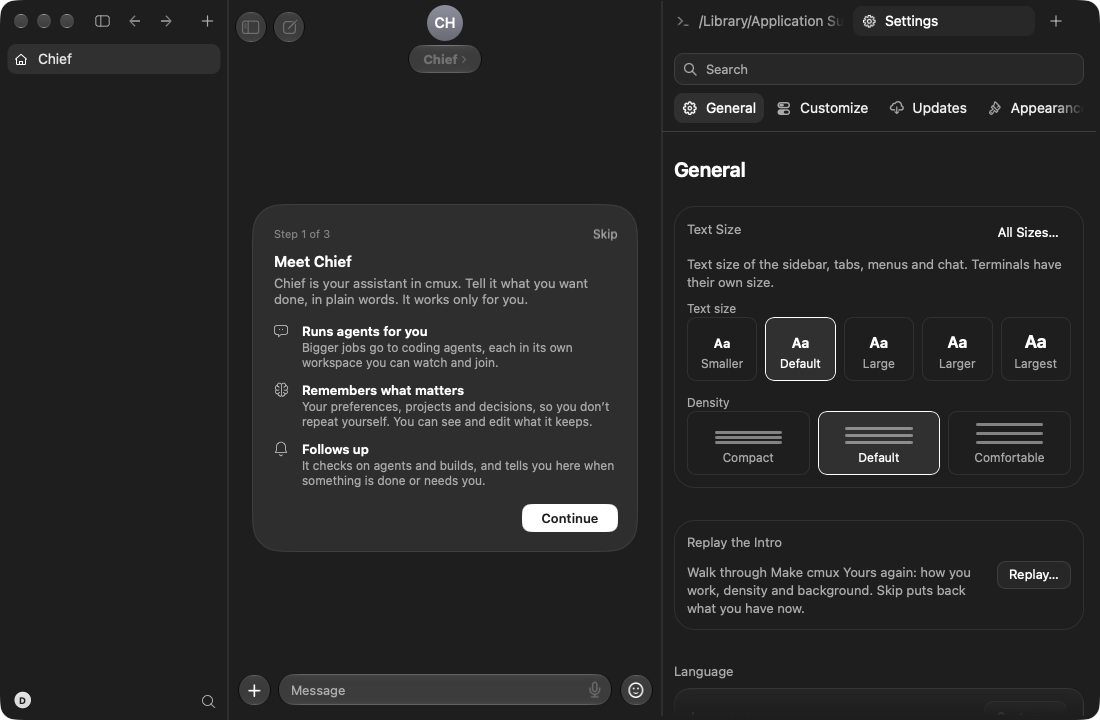 Chief
CH
Chief
Step 1 of 3
Skip
Meet Chief
Chief is your assistant in cmux. Tell it what you want
done, in plain words. It works only for you.
Runs agents for you
Bigger jobs go to coding agents, each in its own
workspace you can watch and join.
Remembers what matters
Your preferences, projects and decisions, so you don't
repeat yourself. You can see and edit what it keeps.
Follows up
It checks on agents and builds, and tells you here when
something is done or needs you.
Continue
Message
D
/Library/Application Su
Settings
Search
General
Customize
Updates
Appearanc
General
Text Size
All Sizes...
Text size of the sidebar, tabs, menus and chat. Terminals have
their own size.
Text size
Aa Aa Aa Aa Aa
Smaller Default Large Larger Largest
Density
Compact Default Comfortable
Replay the Intro
Walk through Make cmux Yours again: how you
work, density and background. Skip puts back
what you have now.
Replay...
Language